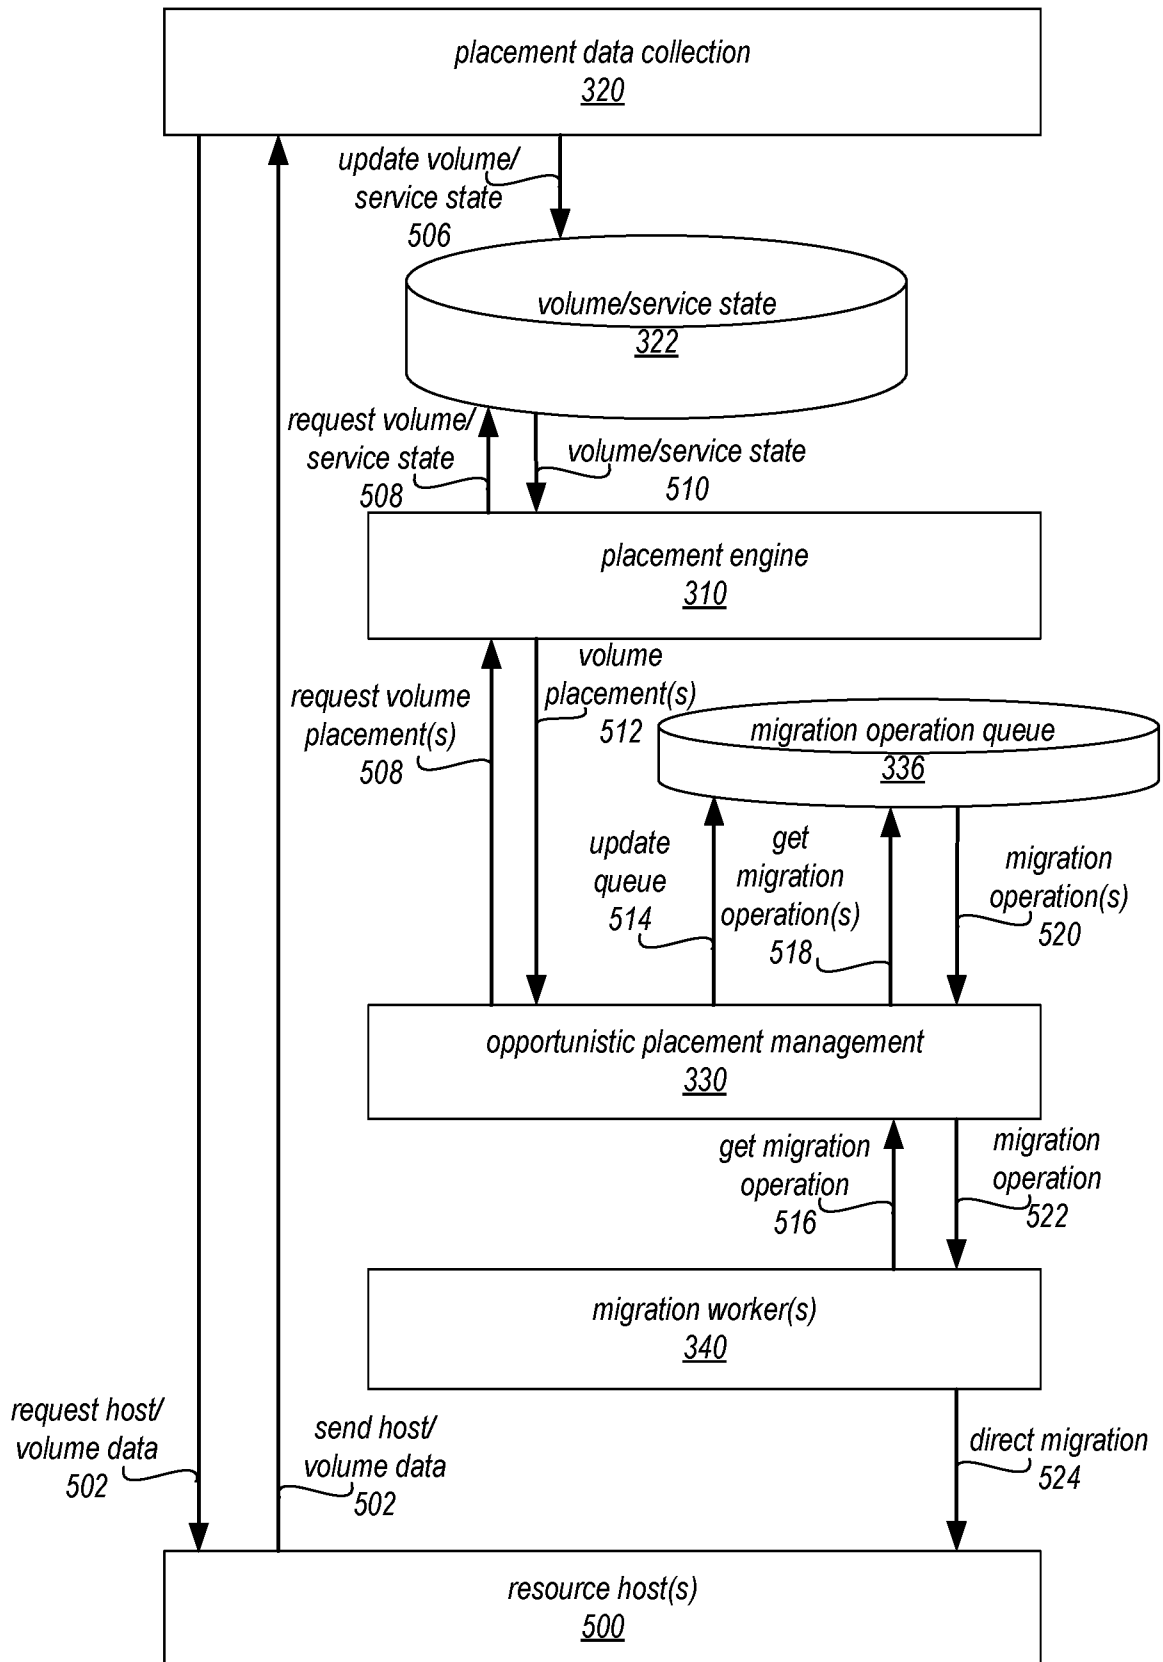 placement data collection
320
update volume/
service state
506
volume/service state
322
request volume/
service state
508
volume/service state
510
placement engine
310
request volume
placement(s)
508
volume
placement(s)
512
migration operation queue
336
update
queue
514
get
migration
operation(s)
518
migration
operation(s)
520
opportunistic placement management
330
get migration
operation
516
migration
operation
522
migration worker(s)
340
request host/
volume data
502
send host/
volume data
502
direct migration
524
resource host(s)
500